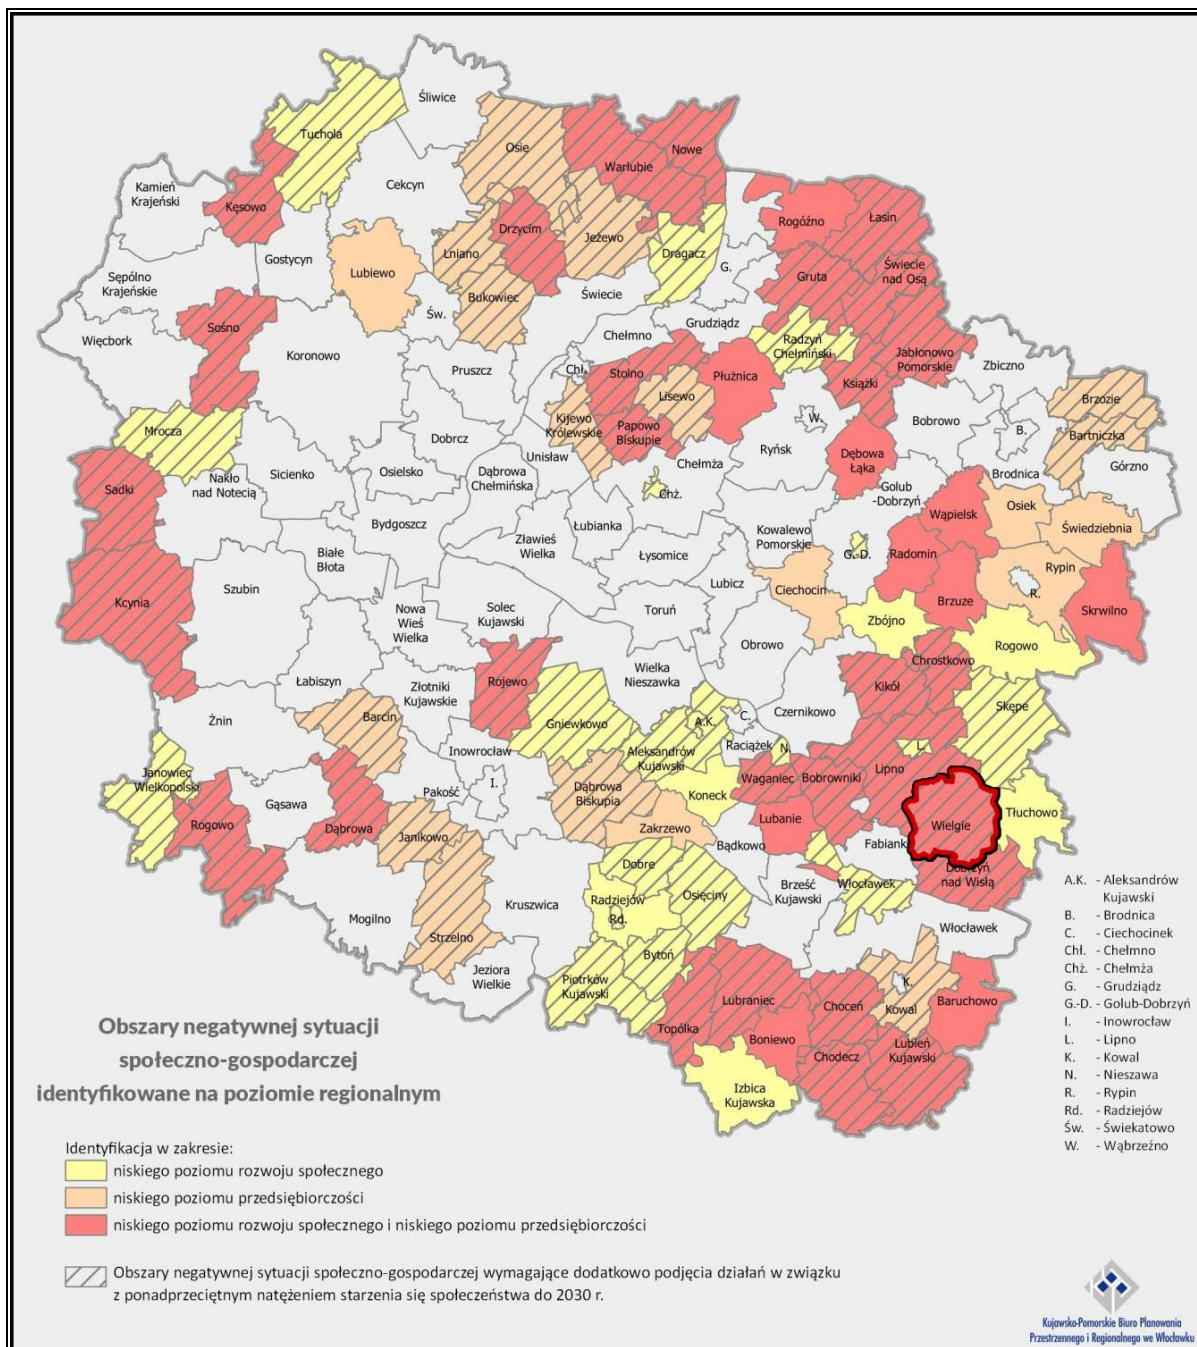 Śliwice
Tuchola
Osie
Nowe
Warlubie
Kamień
Krajeński
Cekcyn
Kęsowo
Rogóźno
Łasin
Drzycim
Jeżewo
Lniano
Dragacz
Gostycyn
Lubiewo
G.
Gruta
Świecie
nad Osą
Sępólno
Krajeńskie
Bukowiec
Świecie
Św.
Sośno
Grudziądz
Więcbork
Chełmno
Radzyń
Chełmiński
Jabłonowo
Pomorskie
Zbiczno
Koronowo
Pruszcz
Chł.
Stolno
Płużnica
Książki
Lisewo
Brzozie
Kijewo
Królewskie
W.
Bobrowo
B.
Bartniczka
Mrocza
Dobrcz
Papowo
Biskupie
Unisław
Ryńsk
Dębowa
Łąka
Chełmża
Górzno
Sicienko
Osielsko
Dąbrowa
Chełmińska
Nakło
nad Notecią
Sadki
Chż.
Golub
-Dobrzyń
Brodnica
Osiek
Wąpielsk
Świedziebnia
Bydgoszcz
Łubianka
Kowalewo
Pomorskie
Zławieś
Wielka
Białe
Błota
Łysomice
G.-D.
Radomin
Rypin
Szubin
Lubicz
Ciechocin
Kcynia
R.
Brzuze
Skrwilno
Nowa
Wieś
Wielka
Solec
Kujawski
Toruń
Zbójno
Obrowo
Rogowo
Chrostkowo
Wielka
Nieszawka
Łabiszyn
Złotniki
Kujawskie
Rojewo
Kikół
Skępe
Barcin
Żnin
Gniewkowo
A.K.
C.
Czernikowo
Inowrocław
Aleksandrów
Kujawski
Raciążek
N.
L.
Janowiec
Wielkopolski
Waganiec
Bobrowniki
Lipno
I.
Gąsawa
Pakość
Dąbrowa
Biskupia
Koneck
Tłuchowo
Rogowo
Dąbrowa
Janikowo
Lubanie
Wielgie
Zakrzewo
Bądkowo
Fabiank
Dobre
Dobrzyń
nad Wisłą
Osięciny
Brześć
Kujawski
Włocławek
Radziejów
Kruszwica
Rd.
Mogilno
Strzelno
Włocławek
Bytoń
Jeziora
Wielkie
Piotrków
Kujawski
K.
Lubraniec
Choceń
Kowal
Baruchowo
Topólka
Boniewo
Lubień
Kujawski
Chodecz
Izbica
Kujawska
A.K. - Aleksandrów
Kujawski
B. - Brodnica
C. - Ciechocinek
Chł. - Chełmno
Chż. - Chełmża
G. - Grudziądz
G.-D. - Golub-Dobrzyń
I. - Inowrocław
L. - Lipno
K. - Kowal
N. - Nieszawa
R. - Rypin
Rd. - Radziejów
Św. - Świekatowo
W. - Wąbrzeźno
Obszary negatywnej sytuacji
społeczno-gospodarczej
identyfikowane na poziomie regionalnym
Identyfikacja w zakresie:
niskiego poziomu rozwoju społecznego
niskiego poziomu przedsiębiorczości
niskiego poziomu rozwoju społecznego i niskiego poziomu przedsiębiorczości
Obszary negatywnej sytuacji społeczno-gospodarczej wymagające dodatkowo podjęcia działań w związku
z ponadprzeciętnym natężeniem starzenia się społeczeństwa do 2030 r.
Kujawsko-Pomorskie Biuro Planowania
Przestrzennego i Regionalnego we Włocławku